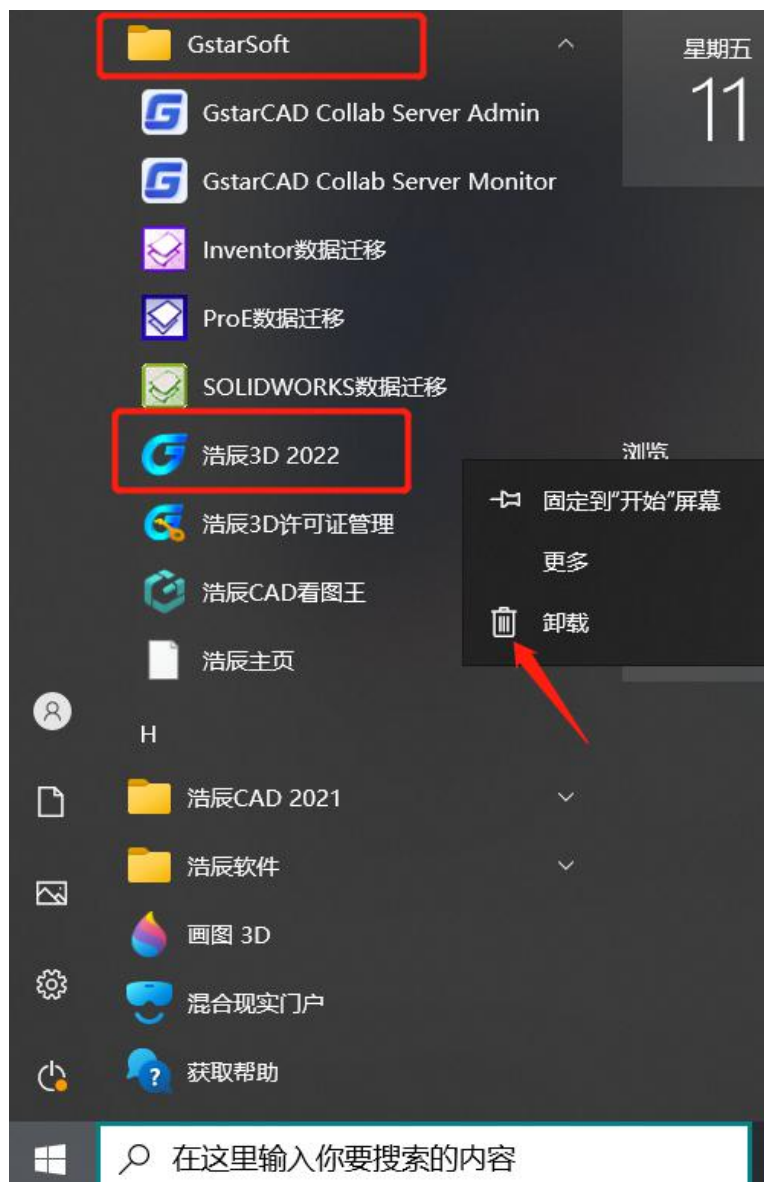 GstarSoft
星期五
11
GstarCAD Collab Server Admin
GstarCAD Collab Server Monitor
Inventor数据迁移
ProE数据迁移
SOLIDWORKS数据迁移
浩辰3D 2022
浏览
固定到"开始"屏幕
浩辰3D许可证管理
更多
浩辰CAD看图王
卸载
浩辰主页
H
浩辰CAD 2021
浩辰软件
画图 3D
混合现实门户
获取帮助
在这里输入你要搜索的内容